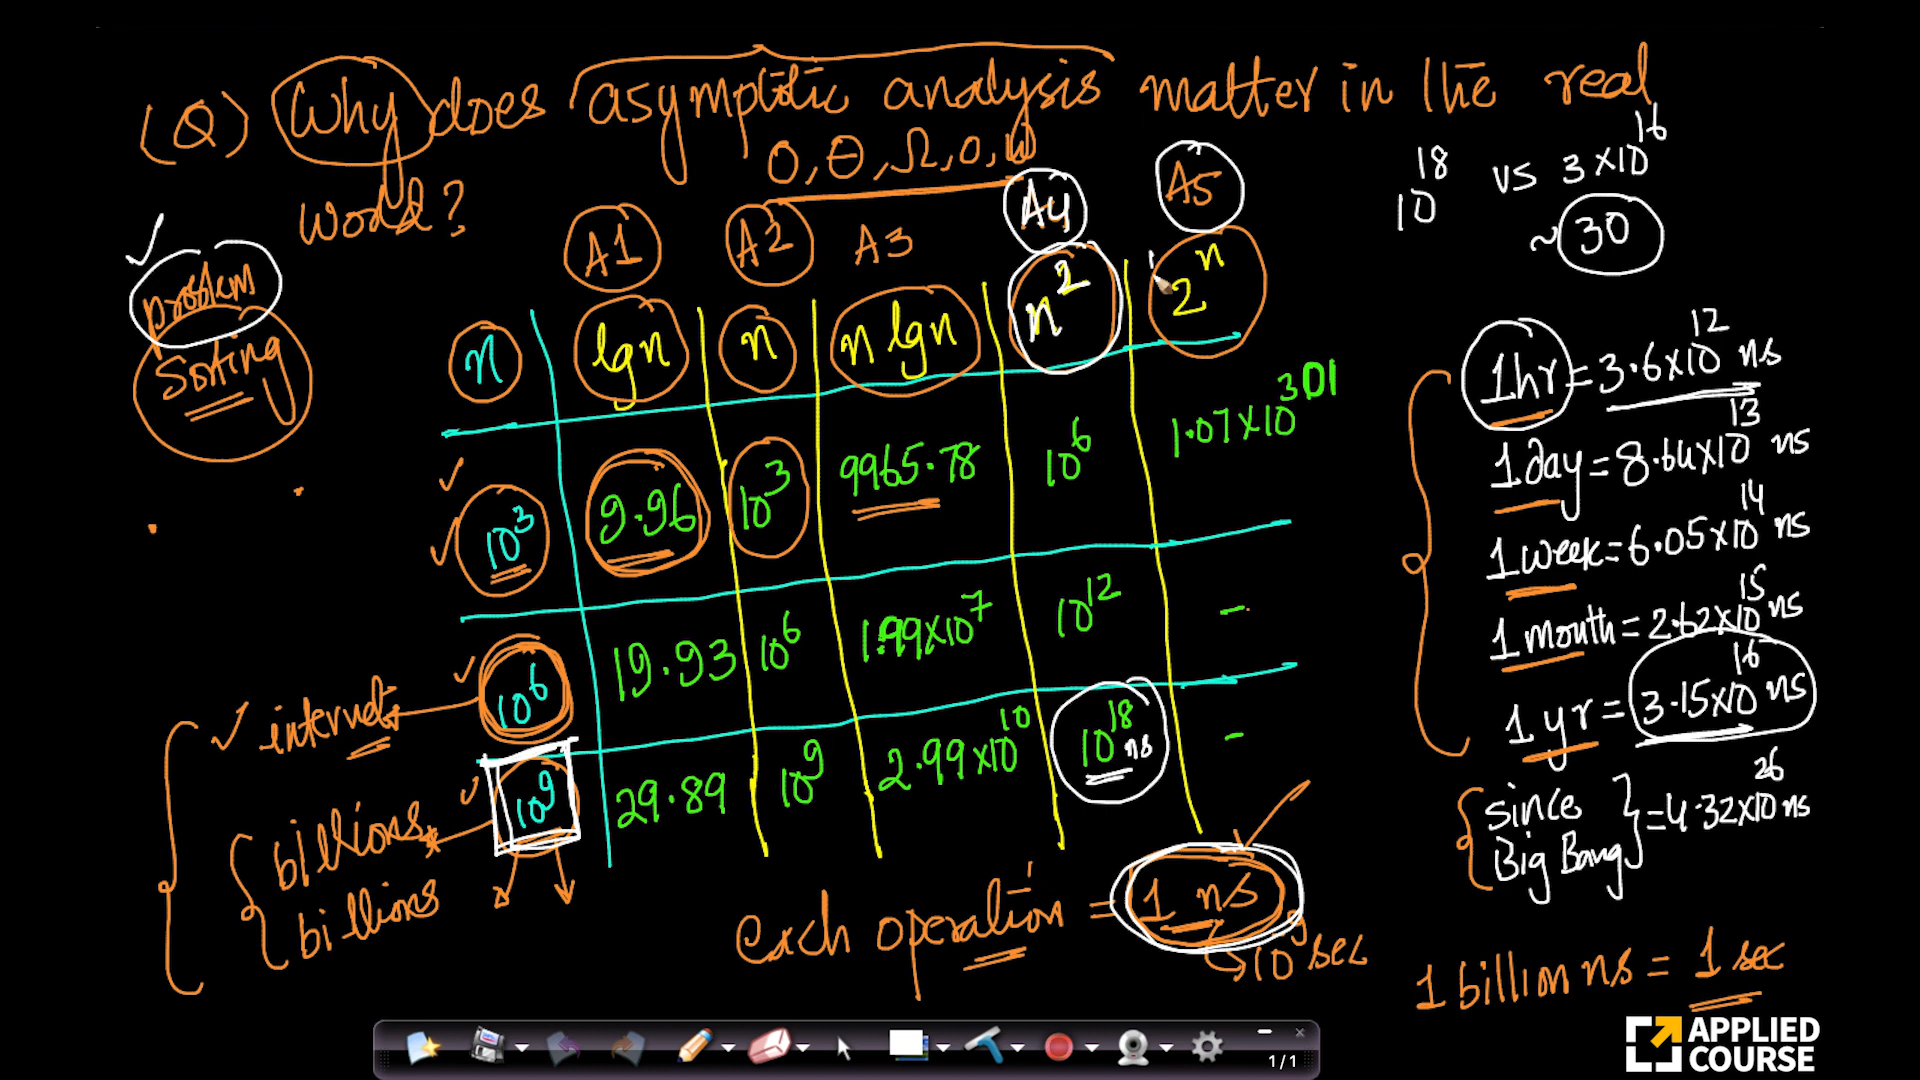 (Q) Why does asymptotic analysis matter in the real
world?
O, Θ, Ω, o, ω
10^18 vs 3×10^16
~30
problem
Sorting
A1 A2 A3 A4 A5
n lgn n n lgn n^2 2^n
10^3 9.96 10^3 9965.78 10^6 1.07×10^301
10^6 19.93 10^6 1.99×10^7 10^12 -
10^9 29.89 10^9 2.99×10^10 10^18 ns -
internet
billions
billions
each operation = 1 ns
10^9 sec
1hr = 3.6×10^12 ns
1day = 8.64×10^13 ns
1week = 6.05×10^14 ns
1 month = 2.62×10^15 ns
1 yr = 3.15×10^16 ns
since
Big Bang = 4.32×10^26 ns
1 billion ns = 1 sec
1/1
APPLIED
COURSE